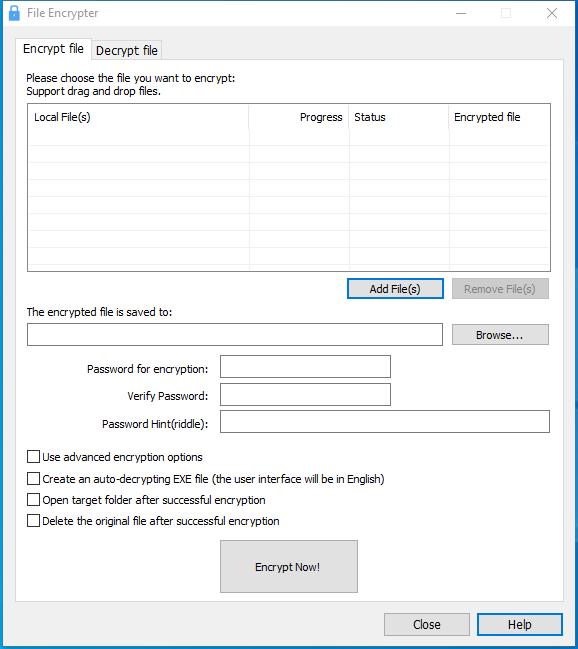 File Encrypter
Encrypt file
Decrypt file
Please choose the file you want to encrypt:
Support drag and drop files.
Local File(s) Progress Status Encrypted file
Add File(s) Remove File(s)
The encrypted file is saved to:
Browse...
Password for encryption:
Verify Password:
Password Hint(riddle):
Use advanced encryption options
Create an auto-decrypting EXE file (the user interface will be in English)
Open target folder after successful encryption
Delete the original file after successful encryption
Encrypt Now!
Close Help